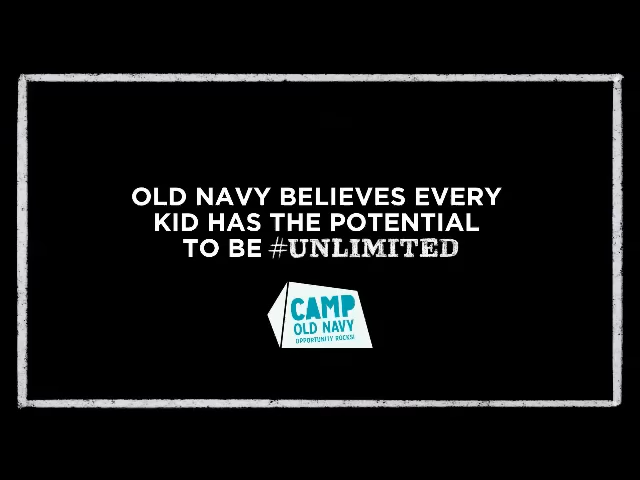 OLD NAVY BELIEVES EVERY
KID HAS THE POTENTIAL
TO BE #UNLIMITED
CAMP
OLD NAVY
OPPORTUNITY ROCKS!